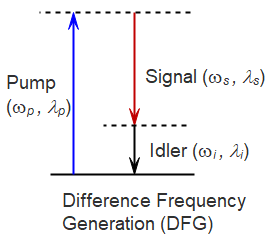 Pump
(ωp, λp)
Signal (ωs, λs)
Idler (ωi, λi)
Difference Frequency
Generation (DFG)